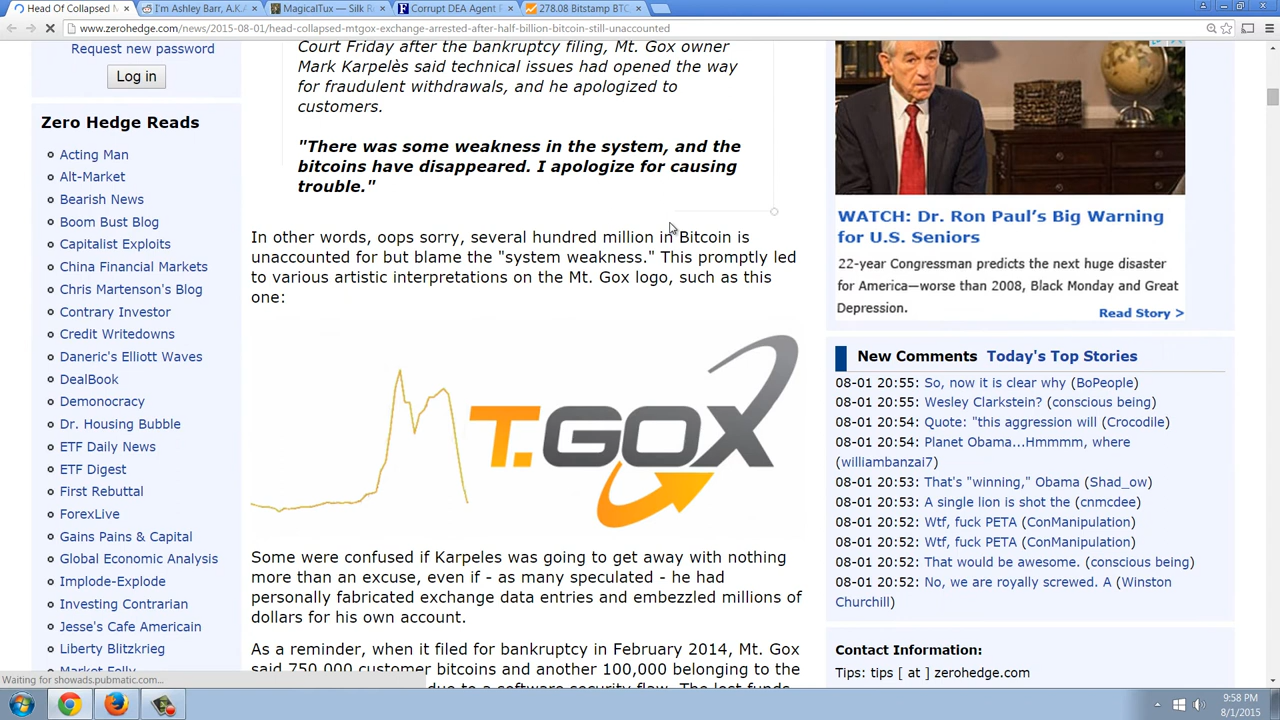 Head Of Collapsed M
I'm Ashley Barr, A.K.A
MagicalTux — Silk R
Corrupt DEA Agent
278.08 Bitstamp BTC
www.zerohedge.com/news/2015-08-01/head-collapsed-mtgox-exchange-arrested-after-half-billion-bitcoin-still-unaccounted
Request new password
Log in
Zero Hedge Reads
Acting Man
Alt-Market
Bearish News
Boom Bust Blog
Capitalist Exploits
China Financial Markets
Chris Martenson's Blog
Contrary Investor
Credit Writedowns
Daneric's Elliott Waves
DealBook
Demonocracy
Dr. Housing Bubble
ETF Daily News
ETF Digest
First Rebuttal
ForexLive
Gains Pains & Capital
Global Economic Analysis
Implode-Explode
Investing Contrarian
Jesse's Cafe Americain
Liberty Blitzkrieg
Market Folly
Court Friday after the bankruptcy filing, Mt. Gox owner
Mark Karpelès said technical issues had opened the way
for fraudulent withdrawals, and he apologized to
customers.
"There was some weakness in the system, and the
bitcoins have disappeared. I apologize for causing
trouble."
In other words, oops sorry, several hundred million in Bitcoin is
unaccounted for but blame the "system weakness." This promptly led
to various artistic interpretations on the Mt. Gox logo, such as this
one:
T.GOX
Some were confused if Karpeles was going to get away with nothing
more than an excuse, even if - as many speculated - he had
personally fabricated exchange data entries and embezzled millions of
dollars for his own account.
As a reminder, when it filed for bankruptcy in February 2014, Mt. Gox
said 750,000 customer bitcoins and another 100,000 belonging to the
due to a software security flaw. The lost funds
WATCH: Dr. Ron Paul's Big Warning
for U.S. Seniors
22-year Congressman predicts the next huge disaster
for America—worse than 2008, Black Monday and Great
Depression.
Read Story >
New Comments Today's Top Stories
08-01 20:55: So, now it is clear why (BoPeople)
08-01 20:55: Wesley Clarkstein? (conscious being)
08-01 20:54: Quote: "this aggression will (Crocodile)
08-01 20:54: Planet Obama...Hmmmm, where
(williambanzai7)
08-01 20:53: That's "winning," Obama (Shad_ow)
08-01 20:53: A single lion is shot the (cnmcdee)
08-01 20:52: Wtf, fuck PETA (ConManipulation)
08-01 20:52: Wtf, fuck PETA (ConManipulation)
08-01 20:52: That would be awesome. (conscious being)
08-01 20:52: No, we are royally screwed. A (Winston
Churchill)
Contact Information:
Tips: tips [ at ] zerohedge.com
Waiting for showads.pubmatic.com...
9:58 PM
8/1/2015